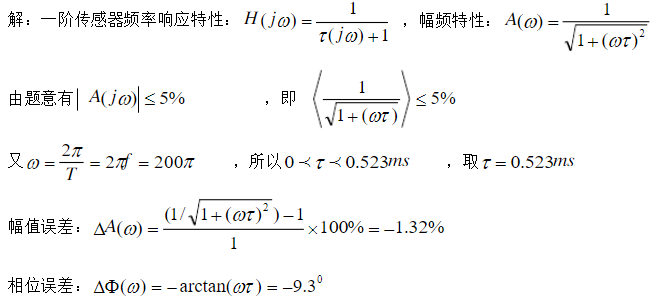 解：一阶传感器频率响应特性：$H(j\omega)=\frac{1}{\tau(j\omega)+1}$ ，幅频特性：$A(\omega)=\frac{1}{\sqrt{1+(\omega\tau)^2}}$
由题意有$|A(j\omega)|\leq 5\%$ ，即 $\left\langle\frac{1}{\sqrt{1+(\omega\tau)}}\right\rangle\leq 5\%$
又$\omega=\frac{2\pi}{T}=2\pi f=200\pi$ ，所以$0\prec\tau\prec 0.523ms$ ，取$\tau=0.523ms$
幅值误差：$\Delta A(\omega)=\frac{(1/\sqrt{1+(\omega\tau)^2})-1}{1}\times 100\%=-1.32\%$
相位误差：$\Delta\Phi(\omega)=-\arctan(\omega\tau)=-9.3^0$